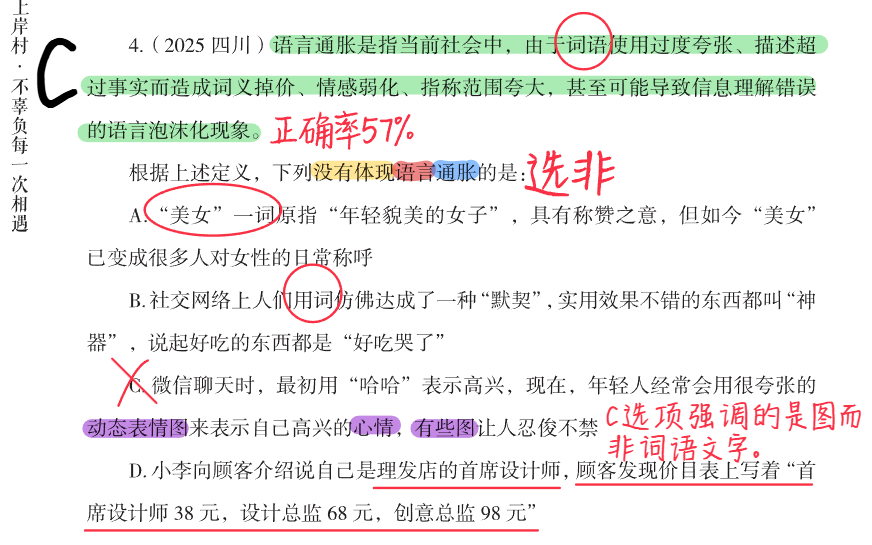 上岸村·不辜负每一次相遇
C
4.（2025 四川）语言通胀是指当前社会中，由于词语使用过度夸张、描述超
过事实而造成词义掉价、情感弱化、指称范围夸大，甚至可能导致信息理解错误
的语言泡沫化现象。正确率57%。
根据上述定义，下列没有体现语言通胀的是：选非
A.“美女”一词原指“年轻貌美的女子”，具有称赞之意，但如今“美女”
已变成很多人对女性的日常称呼
B.社交网络上人们用词仿佛达成了一种“默契”，实用效果不错的东西都叫“神
器”，说起好吃的东西都是“好吃哭了”
C.微信聊天时，最初用“哈哈”表示高兴，现在，年轻人经常会用很夸张的
动态表情图来表示自己高兴的心情，有些图让人忍俊不禁
C选项强调的是图而
非词语文字。
D.小李向顾客介绍说自己是理发店的首席设计师，顾客发现价目表上写着“首
席设计师 38 元，设计总监 68 元，创意总监 98 元”